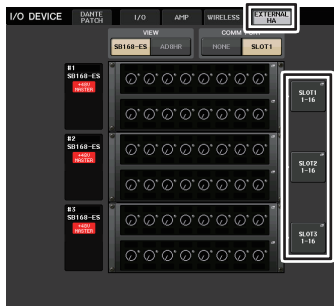 I/O DEVICE
DANTE PATCH
I/O
AMP
WIRELESS
EXTERNAL HA
VIEW
COMM PORT
SB168-ES
AD8HR
NONE
SLOT1
#1
SB168-ES
+48V
MASTER
#2
SB168-ES
+48V
MASTER
#3
SB168-ES
+48V
MASTER
SLOT1
1-16
SLOT2
1-16
SLOT3
1-16